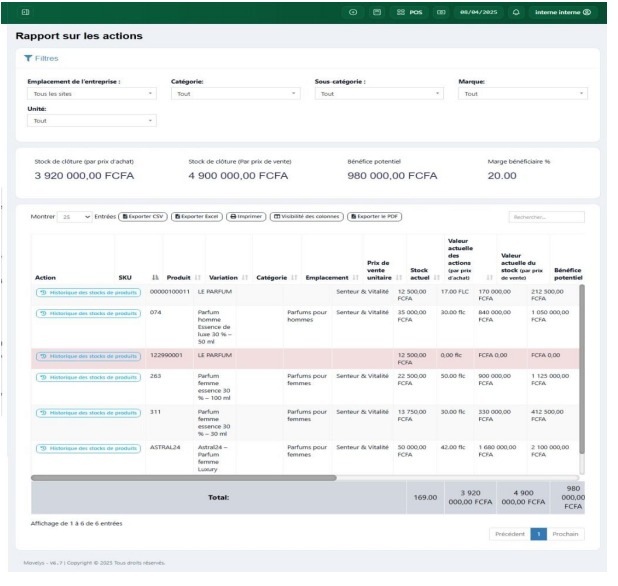 POS 08/04/2025 interne interne
Rapport sur les actions
Filtres
Emplacement de l'entreprise : Catégorie: Sous-catégorie : Marque:
Tous les sites Tout Tout Tout
Unité:
Tout
Stock de clôture (par prix d'achat) Stock de clôture (Par prix de vente) Bénéfice potentiel Marge bénéficiaire %
3 920 000,00 FCFA 4 900 000,00 FCFA 980 000,00 FCFA 20.00
Montrer 25 Entrées Exporter CSV Exporter Excel Imprimer Visibilité des colonnes Exporter le PDF Rechercher...
Action SKU Produit Variation Catégorie Emplacement Prix de vente unitaire Stock actuel Valeur actuelle des actions (par prix d'achat) Valeur actuelle du stock (par prix de vente) Bénéfice potentiel
Historique des stocks de produits 00000100011 LE PARFUM Senteur & Vitalité 12 500,00 FCFA 17.00 FLC 170 000,00 FCFA 212 500,00 FCFA
Historique des stocks de produits 074 Parfum homme Essence de luxe 30 % – 50 ml Parfums pour hommes Senteur & Vitalité 35 000,00 FCFA 30.00 flc 840 000,00 FCFA 1 050 000,00 FCFA
Historique des stocks de produits 122990001 LE PARFUM 12 500,00 FCFA 0,00 flc FCFA 0,00 FCFA 0,00
Historique des stocks de produits 263 Parfum femme essence 30 % – 100 ml Parfums pour femmes Senteur & Vitalité 22 500,00 FCFA 50.00 flc 900 000,00 FCFA 1 125 000,00 FCFA
Historique des stocks de produits 311 Parfum femme essence 30 % – 30 ml Parfums pour femmes Senteur & Vitalité 13 750,00 FCFA 30.00 flc 330 000,00 FCFA 412 500,00 FCFA
Historique des stocks de produits ASTRAL24 Astral24 – Parfum femme Luxury Parfums pour femmes Senteur & Vitalité 50 000,00 FCFA 42.00 flc 1 680 000,00 FCFA 2 100 000,00 FCFA
Total: 169.00 3 920 000,00 FCFA 4 900 000,00 FCFA 980 000,00 FCFA
Affichage de 1 à 6 de 6 entrées
Précédent 1 Prochain
Copyright © 2025 Tous droits réservés.